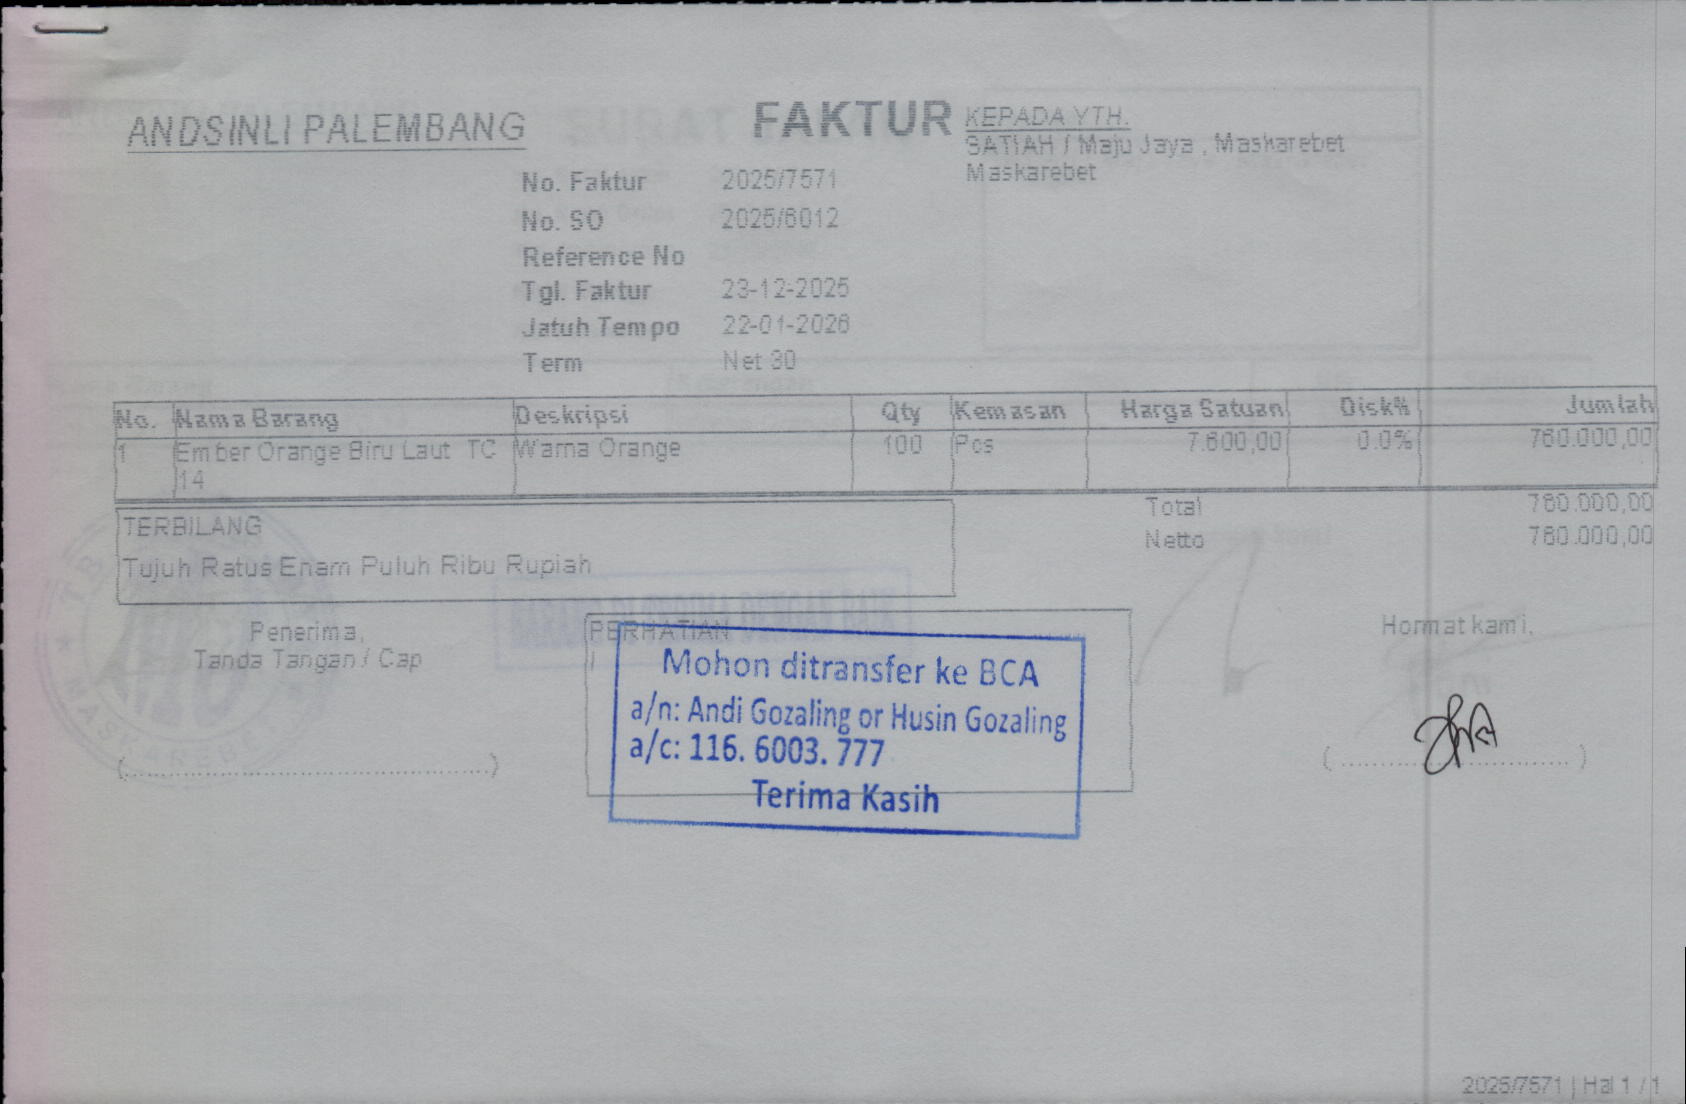 ANDSINLI PALEMBANG
FAKTUR
KEPADA YTH.
SATIAH / Maju Jaya , Maskarebet
Maskarebet
No. Faktur 2025/7571
No. SO 2025/6012
Reference No
Tgl. Faktur 23-12-2025
Jatuh Tempo 22-01-2026
Term Net 30
No. Nama Barang Deskripsi Qty Kemasan Harga Satuan Disk% Jumlah
1 Ember Orange Biru Laut TC Warna Orange 100 Pcs 7.600,00 0.0% 760.000,00
14
Total 760.000,00
Netto 760.000,00
TERBILANG
Tujuh Ratus Enam Puluh Ribu Rupiah
Penerima,
Tanda Tangan / Cap
PERHATIAN
Mohon ditransfer ke BCA
a/n: Andi Gozaling or Husin Gozaling
a/c: 116. 6003. 777
Terima Kasih
Hormat kami,
2025/7571 | Hal 1 / 1